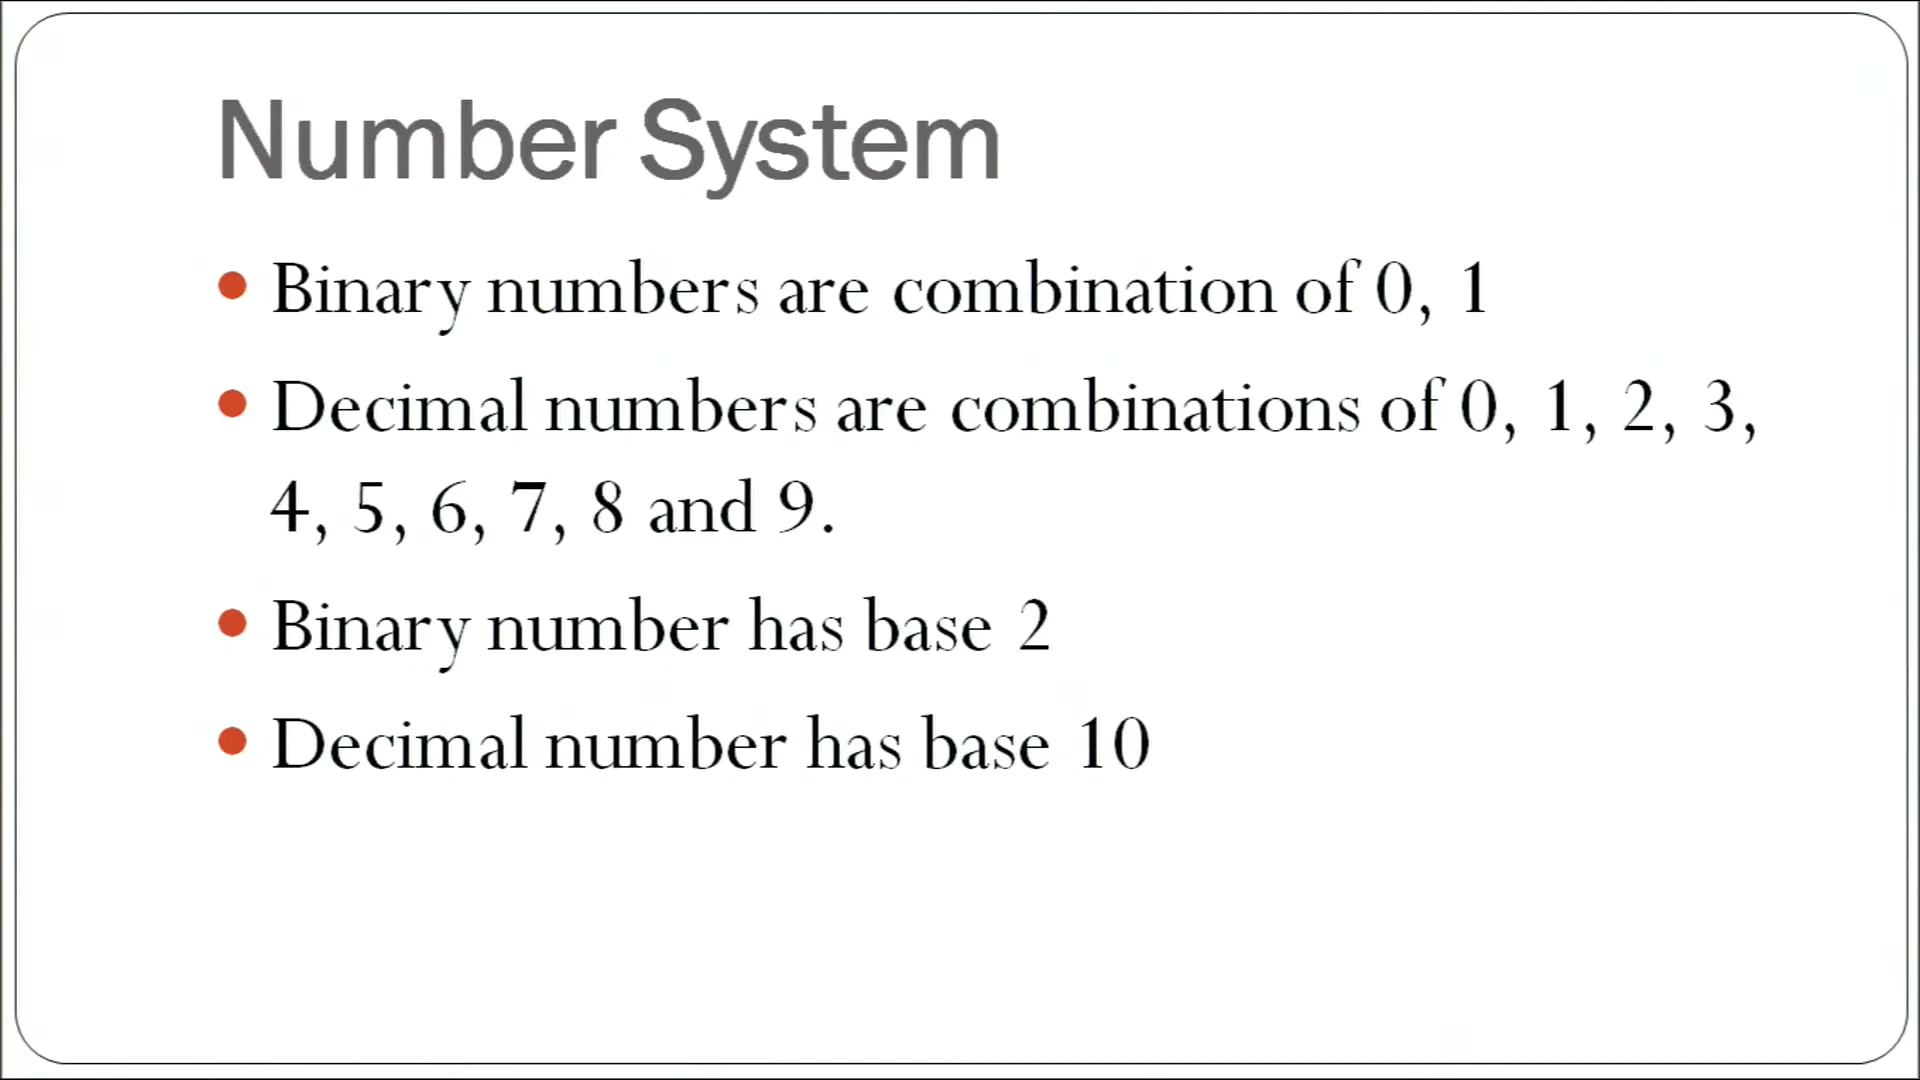 Number System
• Binary numbers are combination of 0, 1
• Decimal numbers are combinations of 0, 1, 2, 3,
4, 5, 6, 7, 8 and 9.
• Binary number has base 2
• Decimal number has base 10